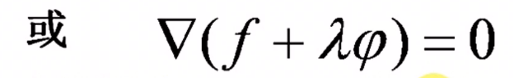 或 ∇(f + λφ) = 0